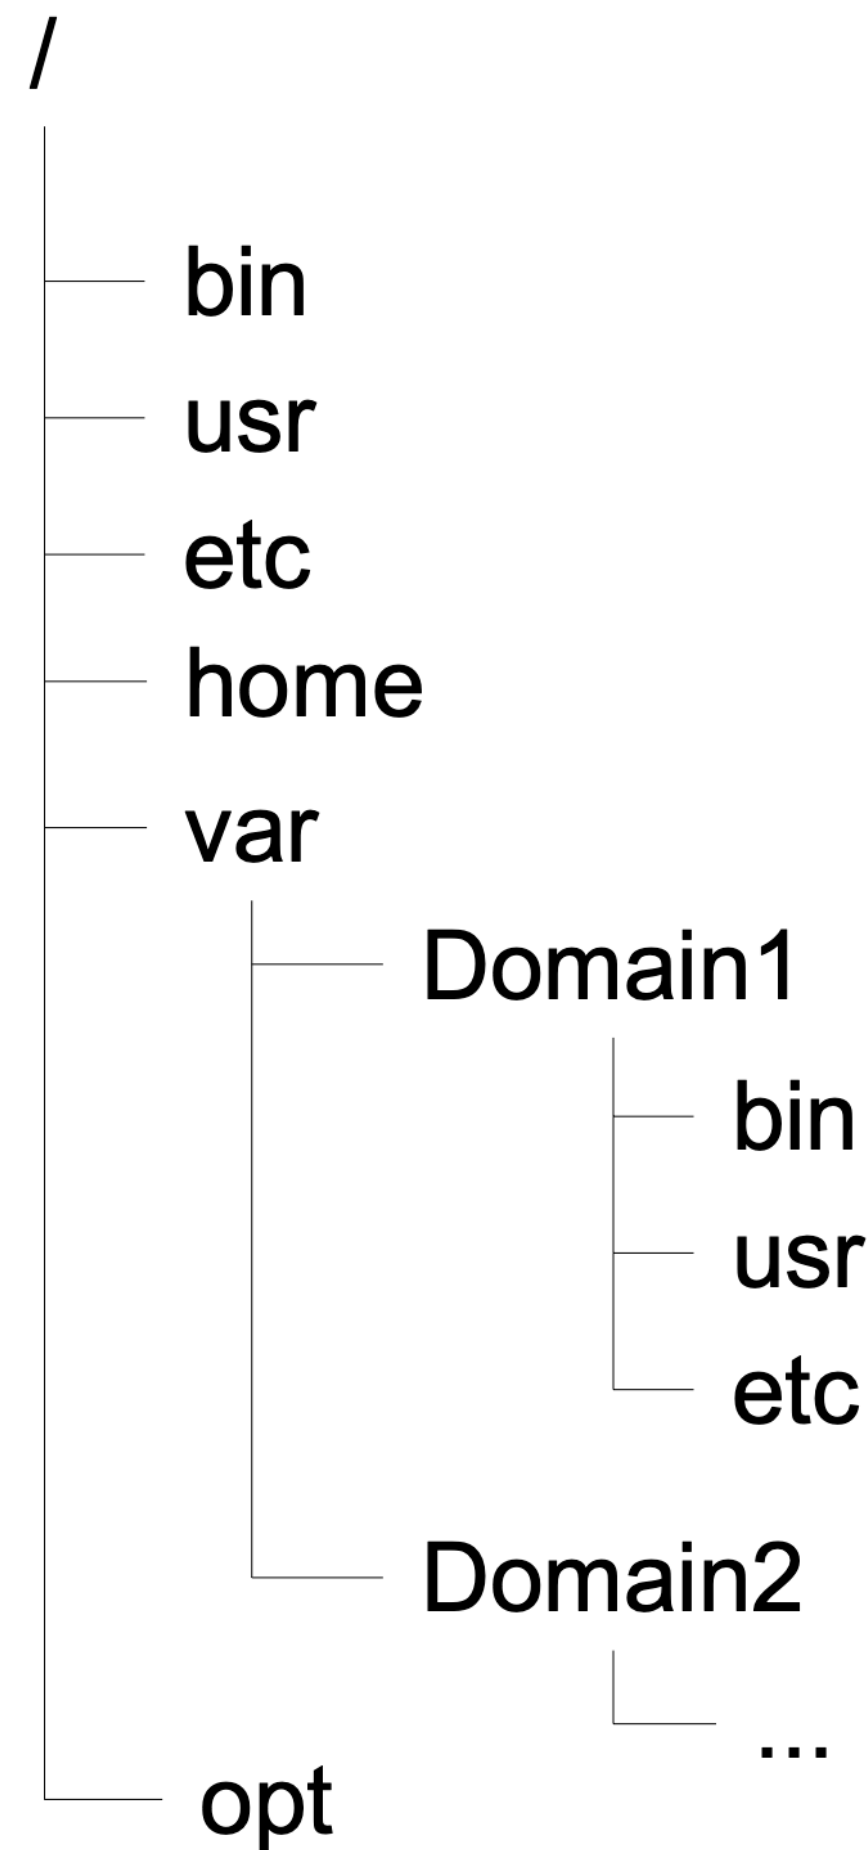 /
bin
usr
etc
home
var
Domain1
bin
usr
etc
Domain2
...
opt